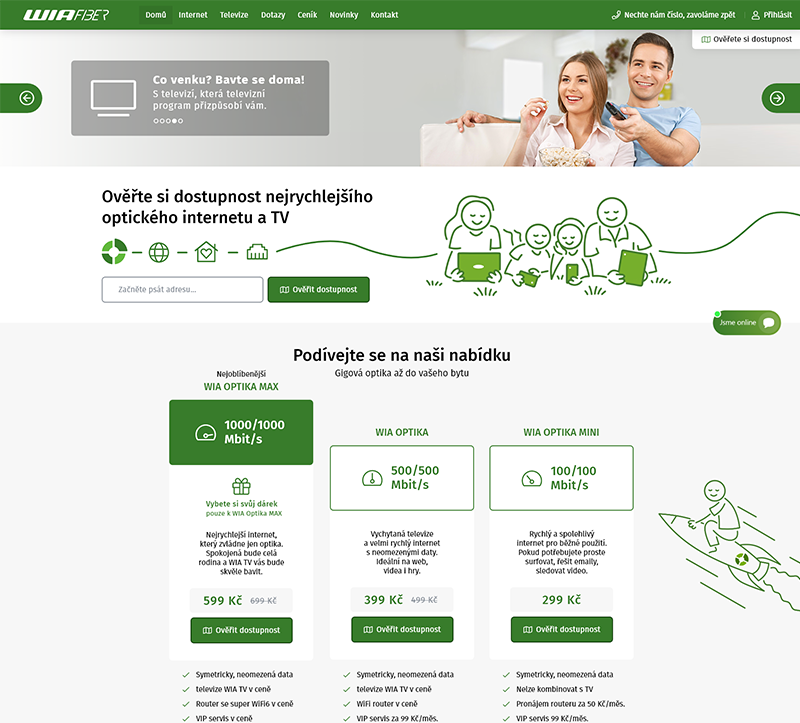 WIA FIBER
Domů Internet Televize Dotazy Ceník Novinky Kontakt
Nechte nám číslo, zavoláme zpět
Přihlásit
Ověřete si dostupnost
Co venku? Bavte se doma!
S televizí, která televizní
program přizpůsobí vám.
Ověřte si dostupnost nejrychlejšího
optického internetu a TV
Začněte psát adresu...
Ověřit dostupnost
Jsme online
Podívejte se na naši nabídku
Gigová optika až do vašeho bytu
Nejoblíbenější
WIA OPTIKA MAX
1000/1000
Mbit/s
Vybete si svůj dárek
pouze k WIA Optika MAX
Nejrychlejší internet,
který zvládne jen optika.
Spokojená bude celá
rodina a WIA TV vás bude
skvěle bavit.
599 Kč 699 Kč
Ověřit dostupnost
Symetricky, neomezená data
televize WIA TV v ceně
Router se super WiFi6 v ceně
VIP servis v ceně
WIA OPTIKA
500/500
Mbit/s
Vychytaná televize
a velmi rychlý internet
s neomezenými daty.
Ideální na web,
videa i hry.
399 Kč 499 Kč
Ověřit dostupnost
Symetricky, neomezená data
televize WIA TV v ceně
WiFi router v ceně
VIP servis za 99 Kč/měs.
WIA OPTIKA MINI
100/100
Mbit/s
Rychlý a spolehlivý
internet pro běžné použití.
Pokud potřebujete proste
surfovat, řešit emaily,
sledovat video.
299 Kč
Ověřit dostupnost
Symetricky, neomezená data
Nelze kombinovat s TV
Pronájem routeru za 50 Kč/měs.
VIP servis 99 Kč/měs.